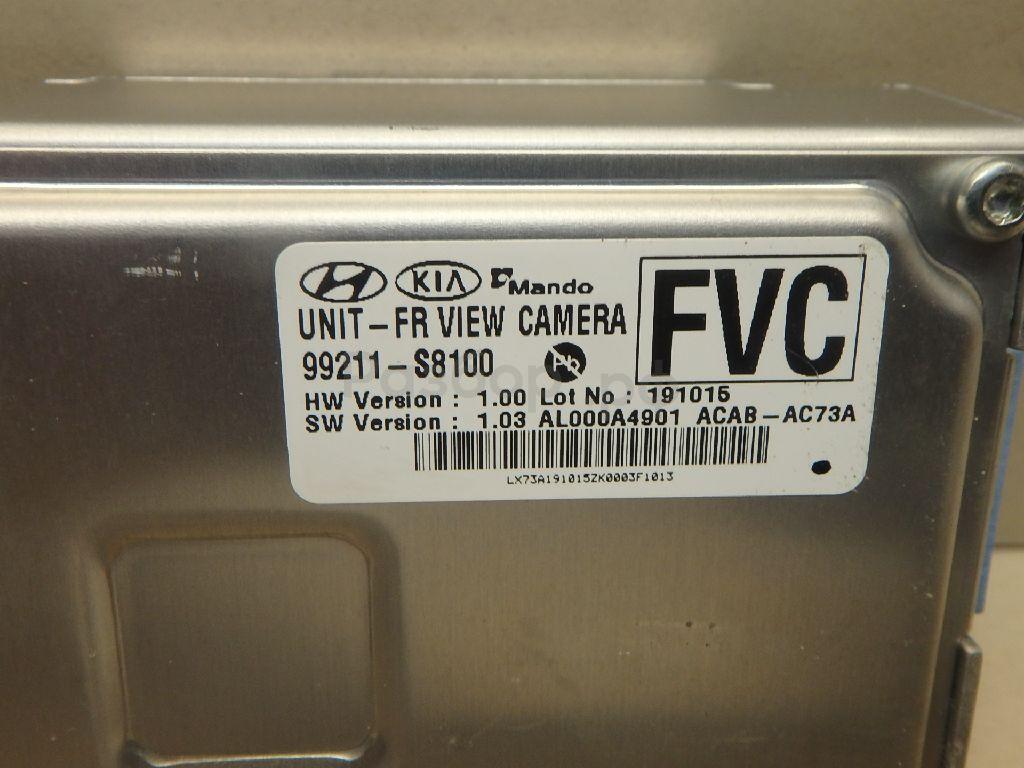 KIA Mando
FVC
UNIT-FR VIEW CAMERA
99211-S8100 Pb
HW Version : 1.00 Lot No : 191015
SW Version : 1.03 AL000A4901 ACAB-AC73A
LX73A191015ZK0003F1013